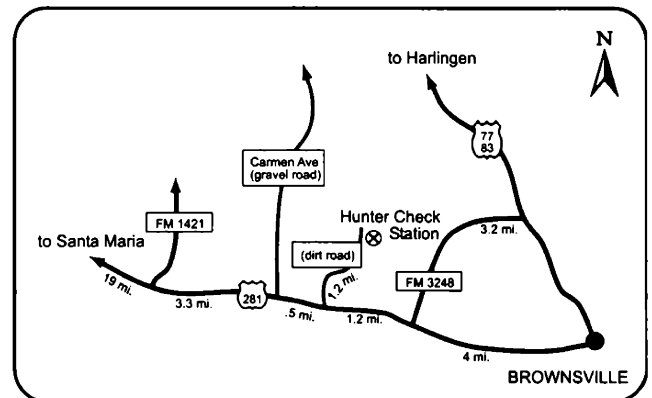 N
to Harlingen
77
83
Carmen Ave
(gravel road)
FM 1421
Hunter Check
Station
3.2 mi.
to Santa Maria
(dirt road)
1.2 mi.
FM 3248
19 mi.
3.3 mi.
281
.5 mi.
1.2 mi.
4 mi.
BROWNSVILLE